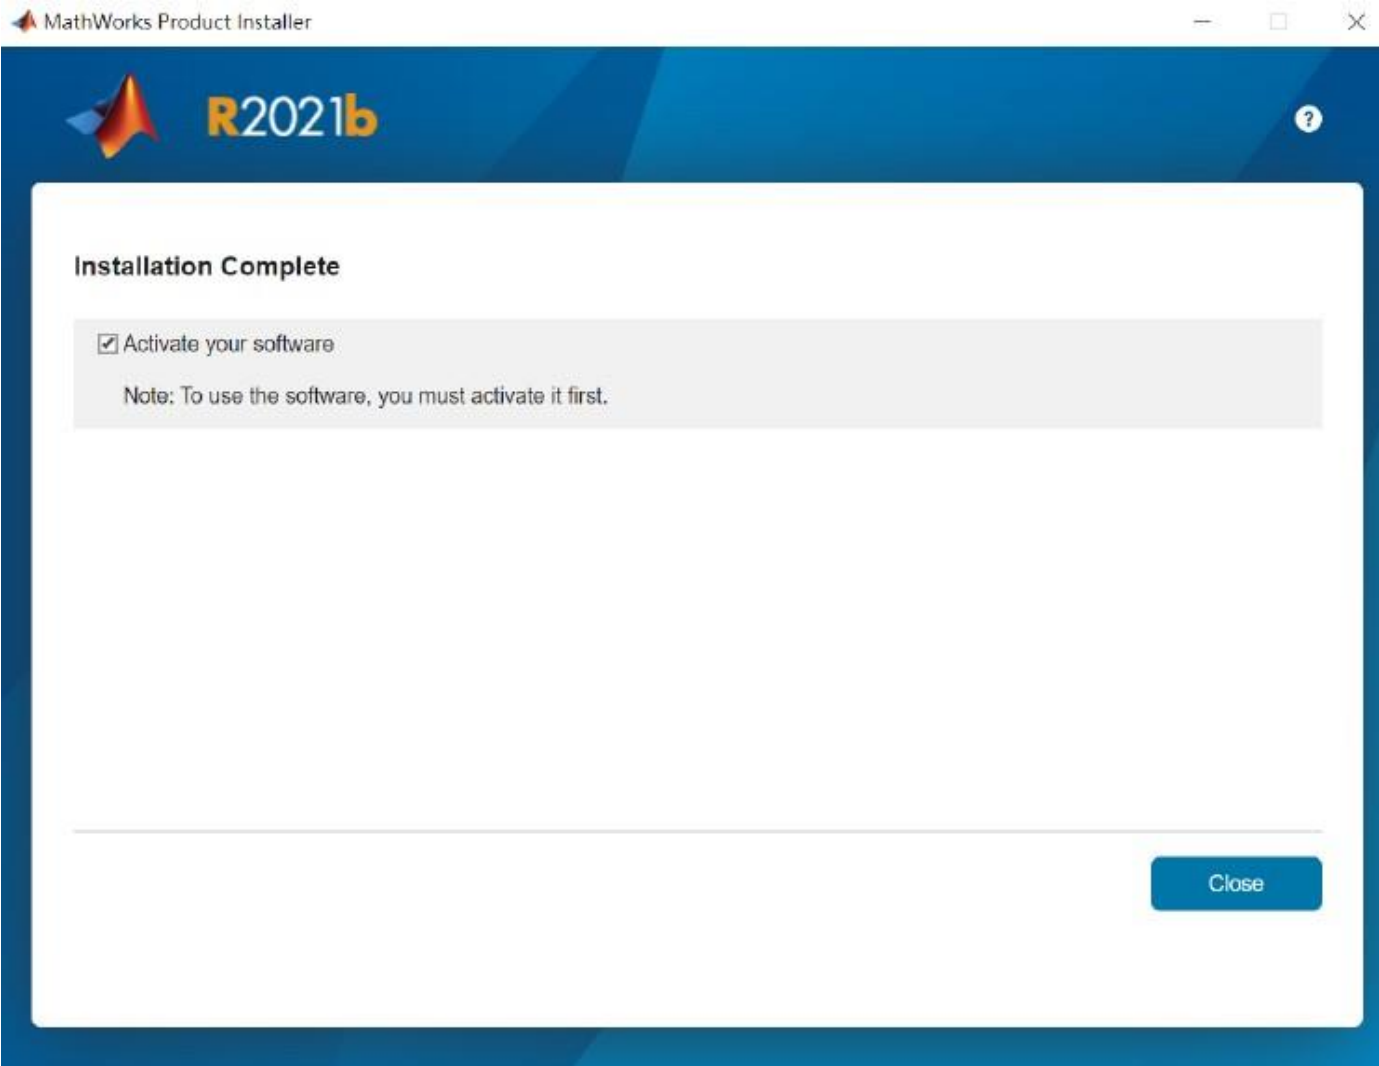 MathWorks Product Installer
R2021b
?
Installation Complete
Activate your software
Note: To use the software, you must activate it first.
Close